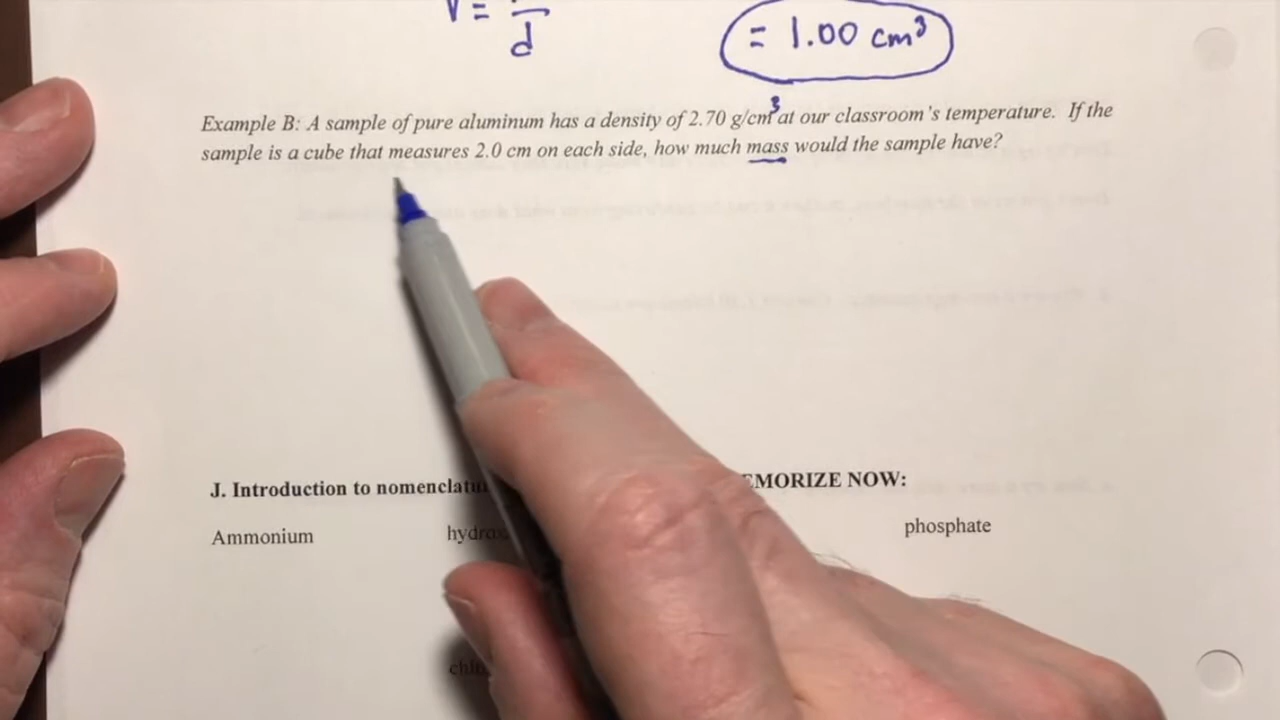 V = d
= 1.00 cm³
Example B: A sample of pure aluminum has a density of 2.70 g/cm³ at our classroom's temperature. If the
sample is a cube that measures 2.0 cm on each side, how much mass would the sample have?
J. Introduction to NOW:
Ammonium phosphate